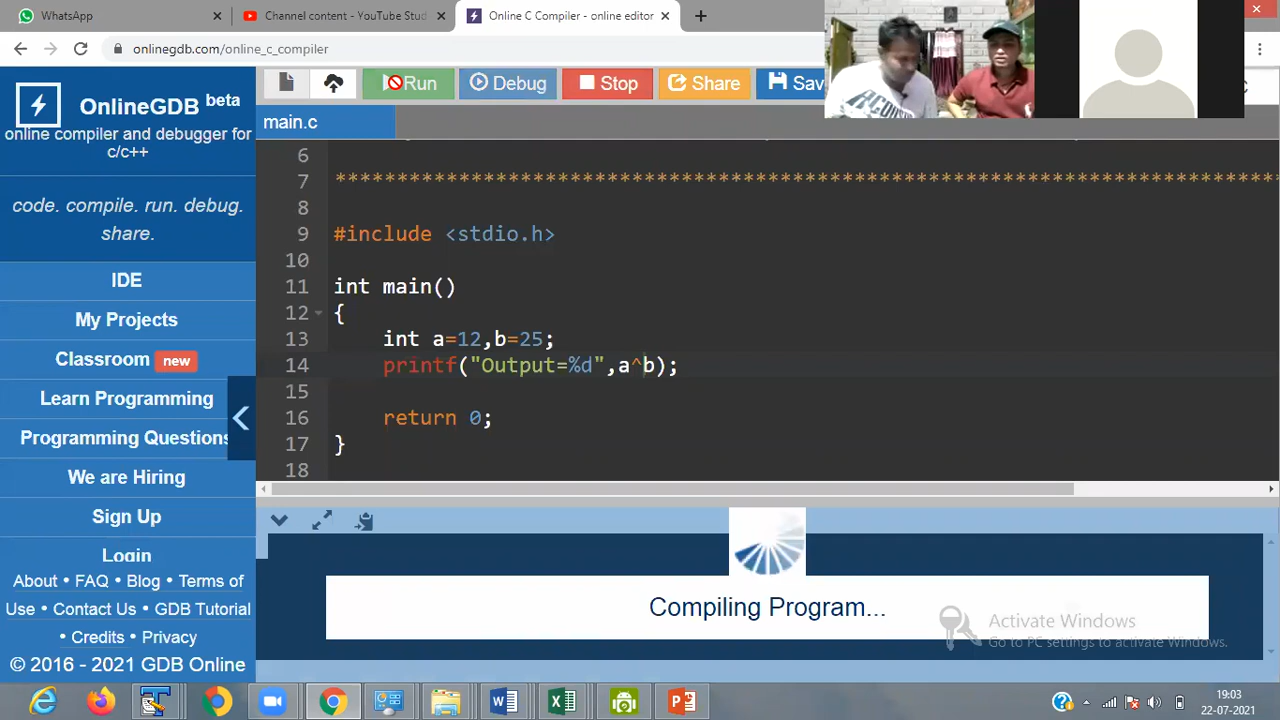 WhatsApp
Channel content - YouTube Stud
Online C Compiler - online editor
onlinegdb.com/online_c_compiler
OnlineGDB beta
online compiler and debugger for
c/c++
code. compile. run. debug.
share.
IDE
My Projects
Classroom new
Learn Programming
Programming Questions
We are Hiring
Sign Up
Login
About • FAQ • Blog • Terms of
Use • Contact Us • GDB Tutorial
• Credits • Privacy
© 2016 - 2021 GDB Online
Run
Debug
Stop
Share
Sav
main.c
6
7 ******************************************************************************
8
9 #include <stdio.h>
10
11 int main()
12 {
13 int a=12,b=25;
14 printf("Output=%d",a^b);
15
16 return 0;
17 }
18
Compiling Program...
Activate Windows
Go to PC settings to activate Windows.
19:03
22-07-2021